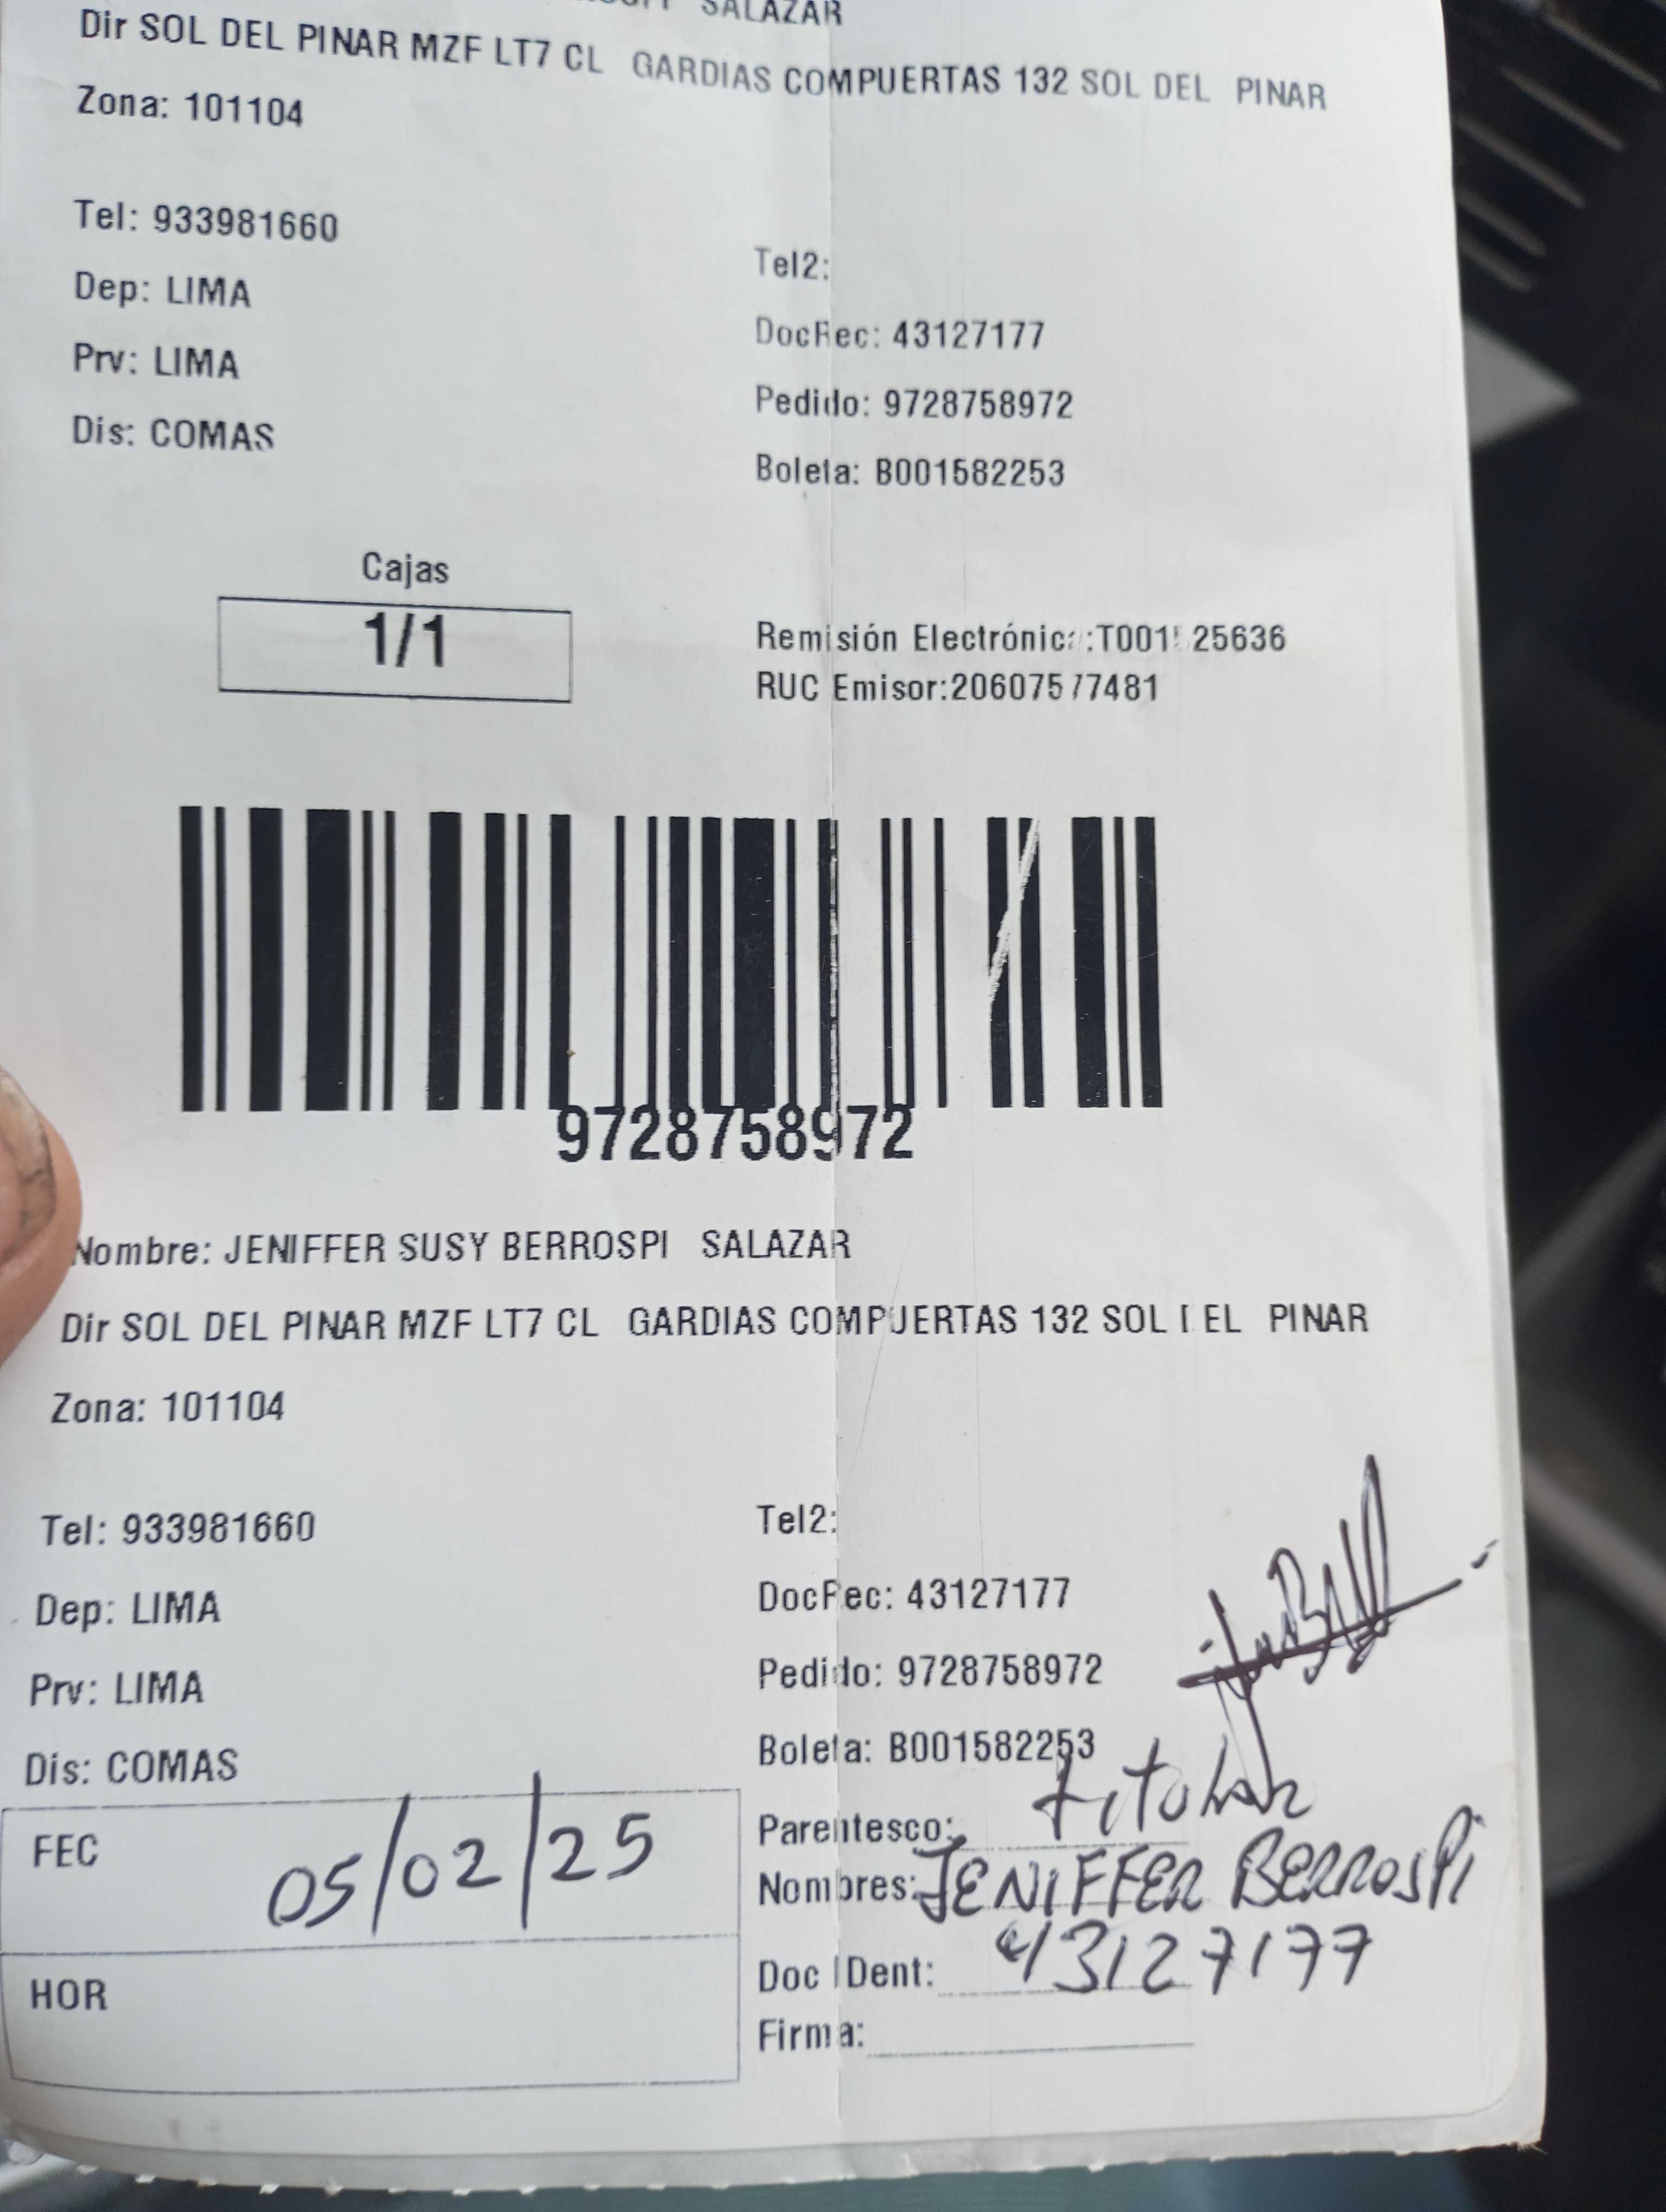 SALAZAR
Dir SOL DEL PINAR MZF LT7 CL GARDIAS COMPUERTAS 132 SOL DEL PINAR
Zona: 101104
Tel: 933981660
Tel2:
Dep: LIMA
DocRec: 43127177
Prv: LIMA
Pedido: 9728758972
Dis: COMAS
Boleta: B001582253
Cajas
1/1
Remisión Electrónica:T001 25636
RUC Emisor:20607577481
9728758972
Nombre: JENIFFER SUSY BERROSPI SALAZAR
Dir SOL DEL PINAR MZF LT7 CL GARDIAS COMPUERTAS 132 SOL DEL PINAR
Zona: 101104
Tel: 933981660
Tel2:
Dep: LIMA
DocRec: 43127177
Prv: LIMA
Pedido: 9728758972
Dis: COMAS
Boleta: B001582253
FEC 05/02/25
Parentesco: titular
Nombres: JENIFFER BERROSPI
HOR
Doc IDent: 43127177
Firma: